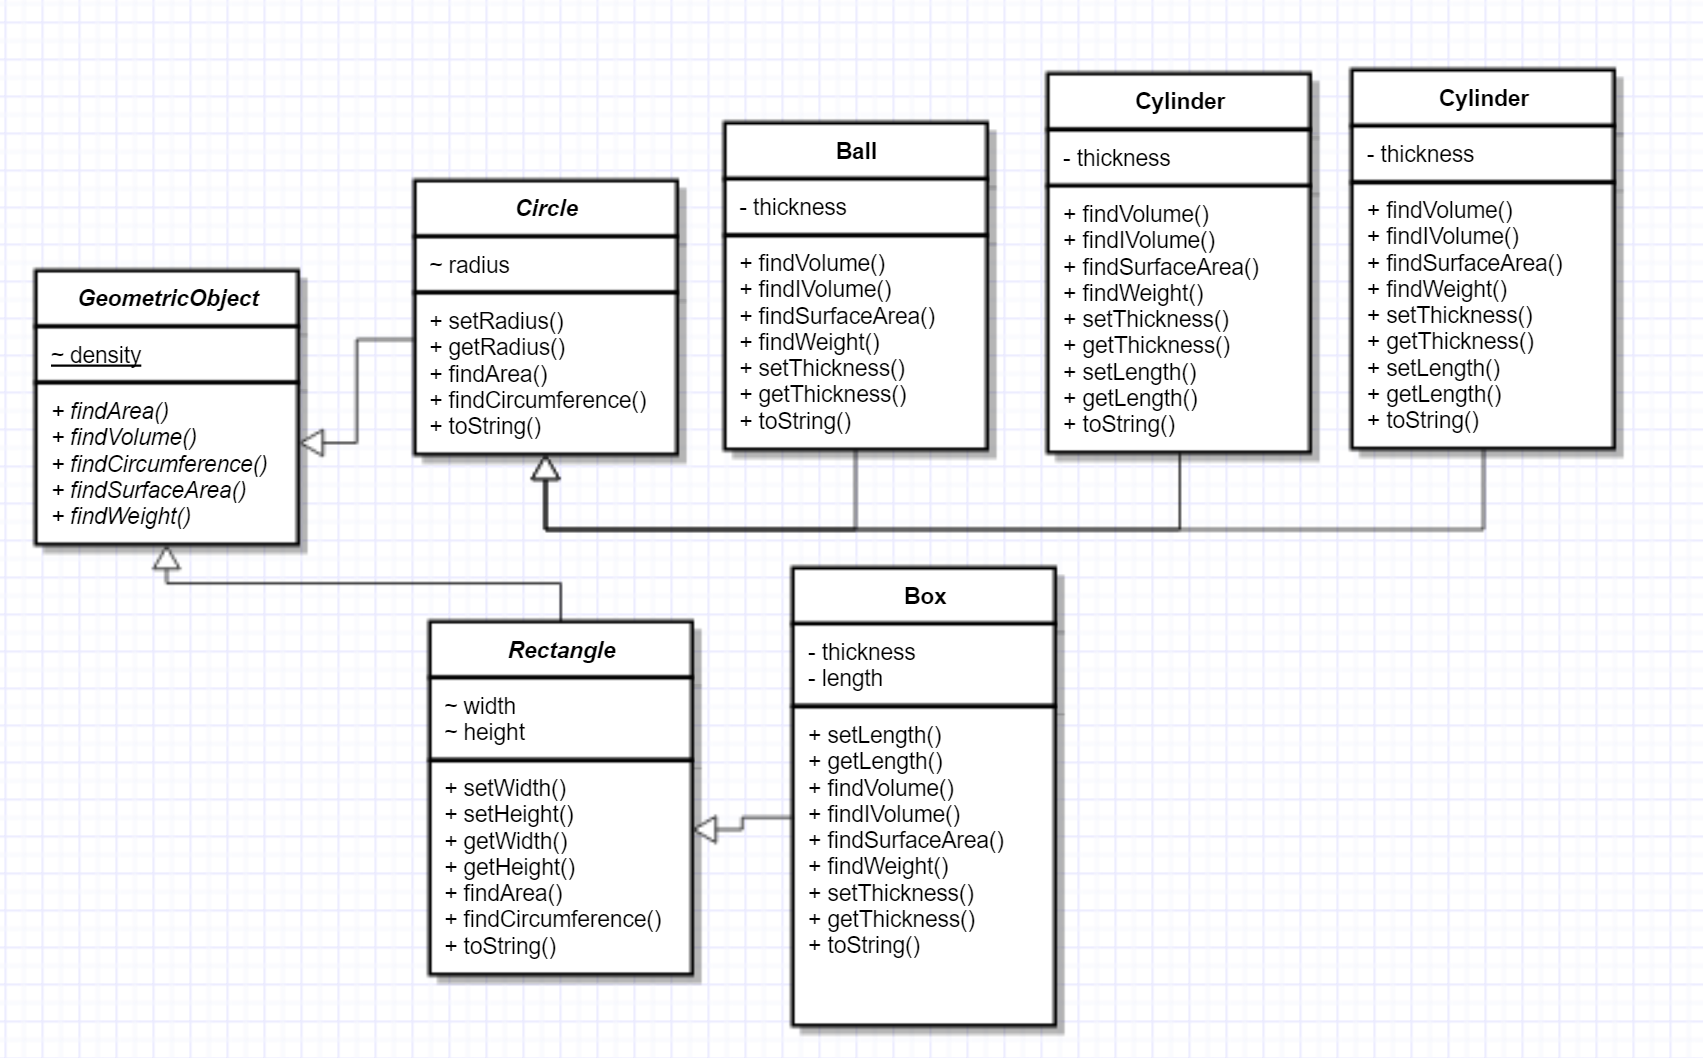 GeometricObject
~ density
+ findArea()
+ findVolume()
+ findCircumference()
+ findSurfaceArea()
+ findWeight()
Circle
~ radius
+ setRadius()
+ getRadius()
+ findArea()
+ findCircumference()
+ toString()
Ball
- thickness
+ findVolume()
+ findIVolume()
+ findSurfaceArea()
+ findWeight()
+ setThickness()
+ getThickness()
+ toString()
Cylinder
- thickness
+ findVolume()
+ findIVolume()
+ findSurfaceArea()
+ findWeight()
+ setThickness()
+ getThickness()
+ setLength()
+ getLength()
+ toString()
Cylinder
- thickness
+ findVolume()
+ findIVolume()
+ findSurfaceArea()
+ findWeight()
+ setThickness()
+ getThickness()
+ setLength()
+ getLength()
+ toString()
Rectangle
~ width
~ height
+ setWidth()
+ setHeight()
+ getWidth()
+ getHeight()
+ findArea()
+ findCircumference()
+ toString()
Box
- thickness
- length
+ setLength()
+ getLength()
+ findVolume()
+ findIVolume()
+ findSurfaceArea()
+ findWeight()
+ setThickness()
+ getThickness()
+ toString()